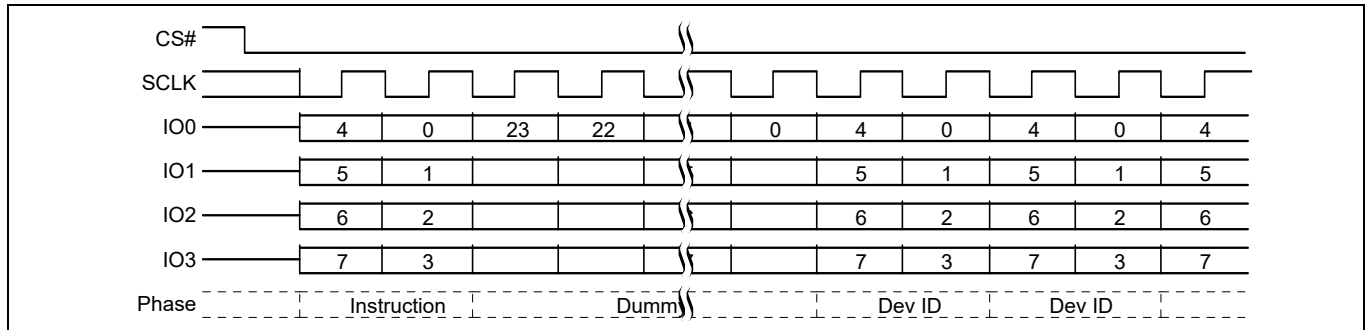 CS#
SCLK
IO0 4 0 23 22 0 4 0 4 0 4
IO1 5 1 5 1 5 1 5
IO2 6 2 6 2 6 2 6
IO3 7 3 7 3 7 3 7
Phase Instruction Dummy Dev ID Dev ID